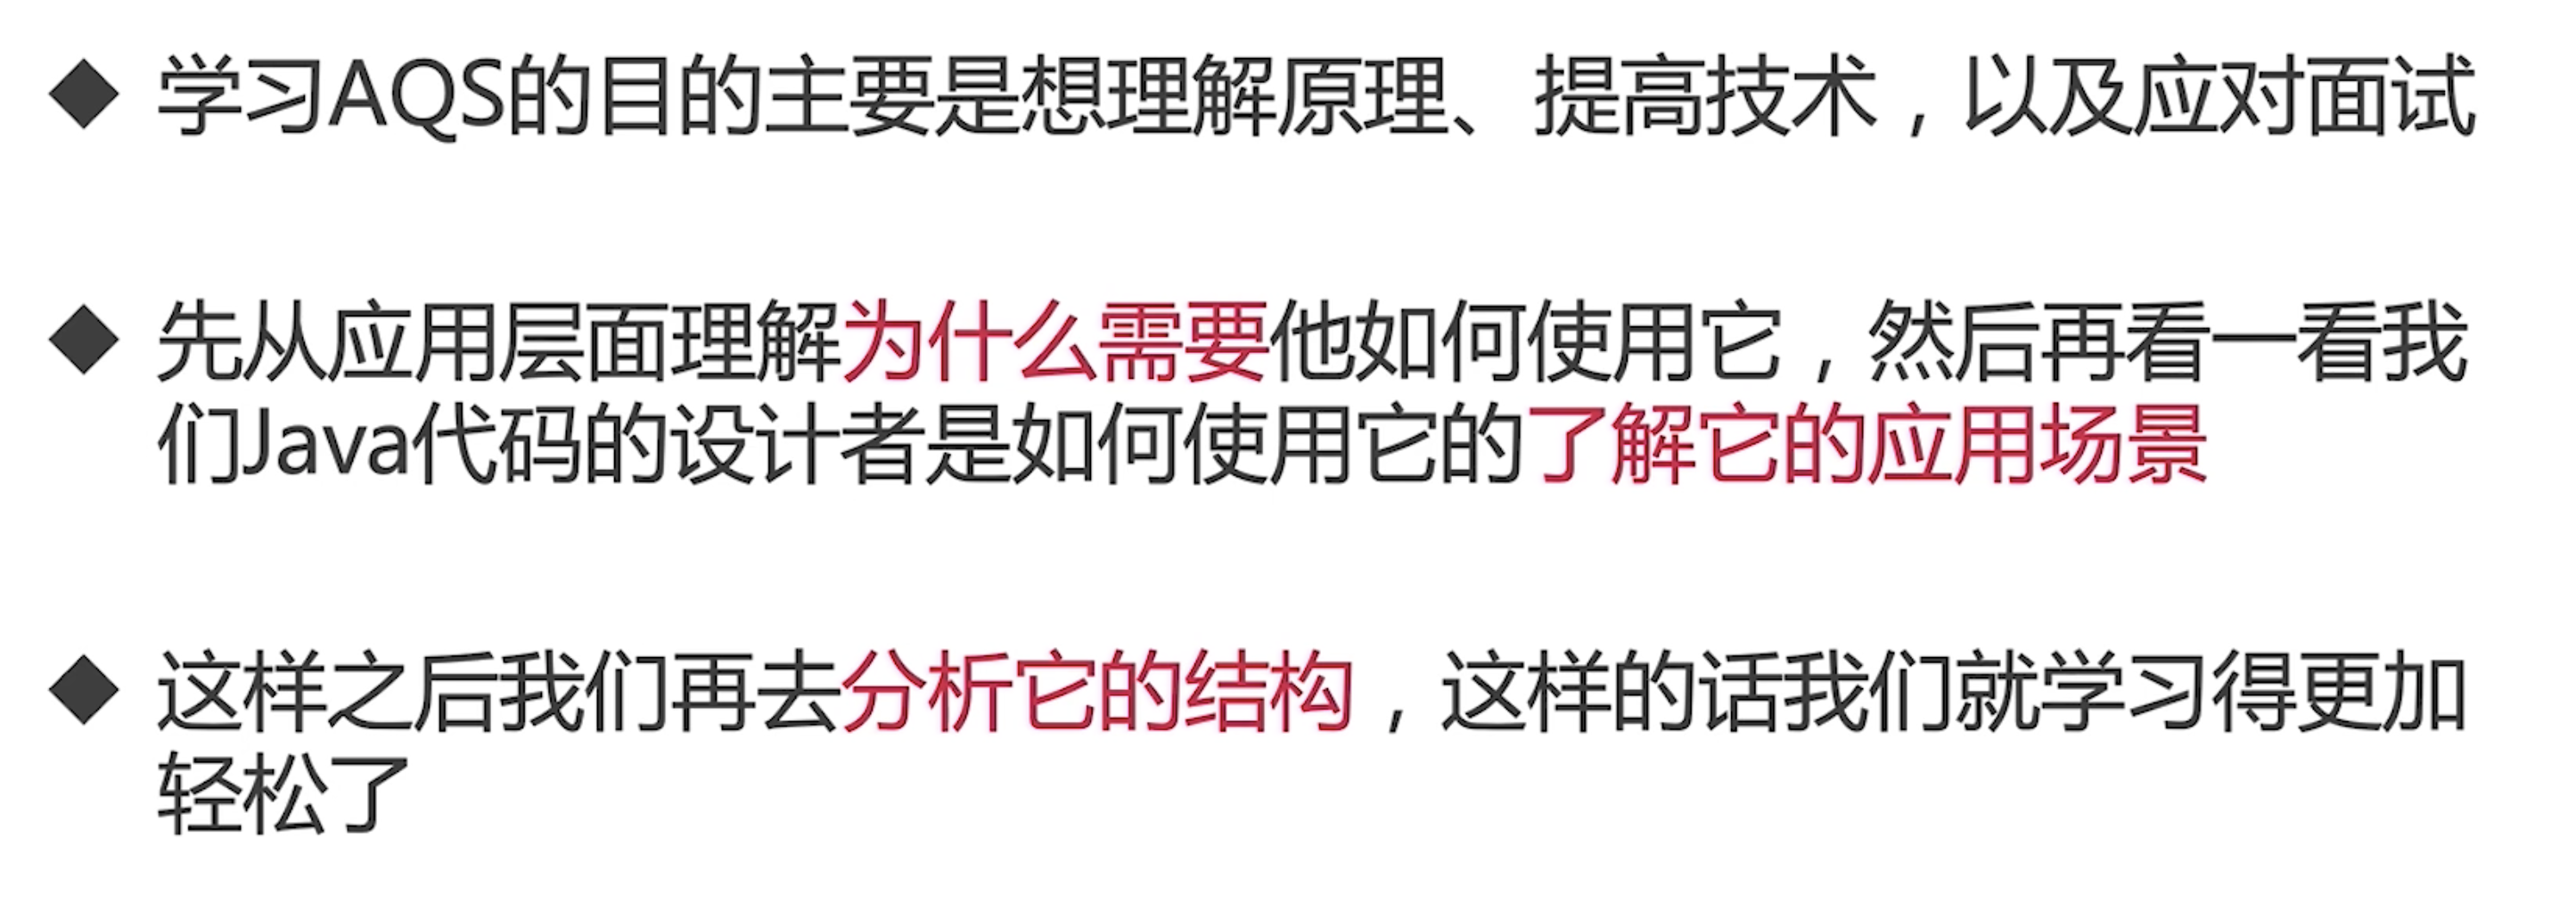 ◆ 学习AQS的目的主要是想理解原理、提高技术，以及应对面试
◆ 先从应用层面理解为什么需要他如何使用它，然后再看一看我
们Java代码的设计者是如何使用它的了解它的应用场景
◆ 这样之后我们再去分析它的结构，这样的话我们就学习得更加
轻松了